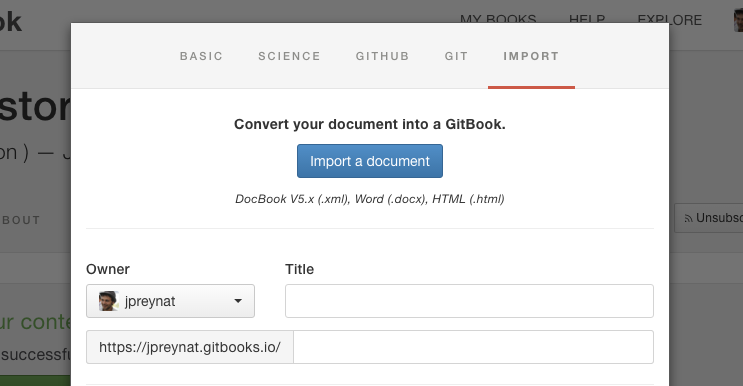 ok
MY BOOKS HELP EXPLORE
BASIC SCIENCE GITHUB GIT IMPORT
stor
Convert your document into a GitBook.
on ) — J
Import a document
DocBook V5.x (.xml), Word (.docx), HTML (.html)
BOUT
Unsubsc
Owner Title
jpreynat
ur conte
https://jpreynat.gitbooks.io/
successfu